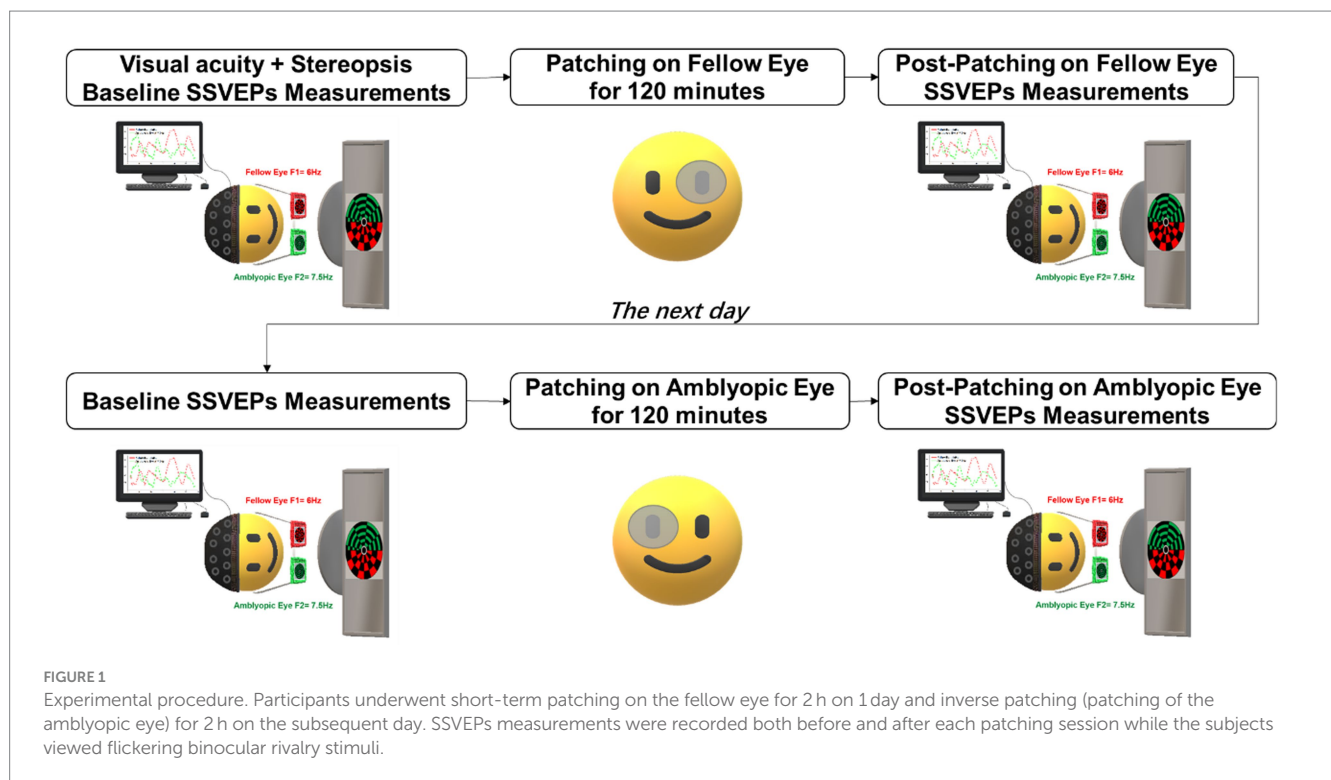 Visual acuity + Stereopsis
Baseline SSVEPs Measurements
Patching on Fellow Eye
for 120 minutes
Post-Patching on Fellow Eye
SSVEPs Measurements
Fellow Eye F1= 6Hz
Amblyopic Eye F2= 7.5Hz
Fellow Eye F1= 6Hz
Amblyopic Eye F2= 7.5Hz
The next day
Baseline SSVEPs Measurements
Patching on Amblyopic Eye
for 120 minutes
Post-Patching on Amblyopic Eye
SSVEPs Measurements
Fellow Eye F1= 6Hz
Amblyopic Eye F2= 7.5Hz
Fellow Eye F1= 6Hz
Amblyopic Eye F2= 7.5Hz
FIGURE 1
Experimental procedure. Participants underwent short-term patching on the fellow eye for 2 h on 1 day and inverse patching (patching of the
amblyopic eye) for 2 h on the subsequent day. SSVEPs measurements were recorded both before and after each patching session while the subjects
viewed flickering binocular rivalry stimuli.